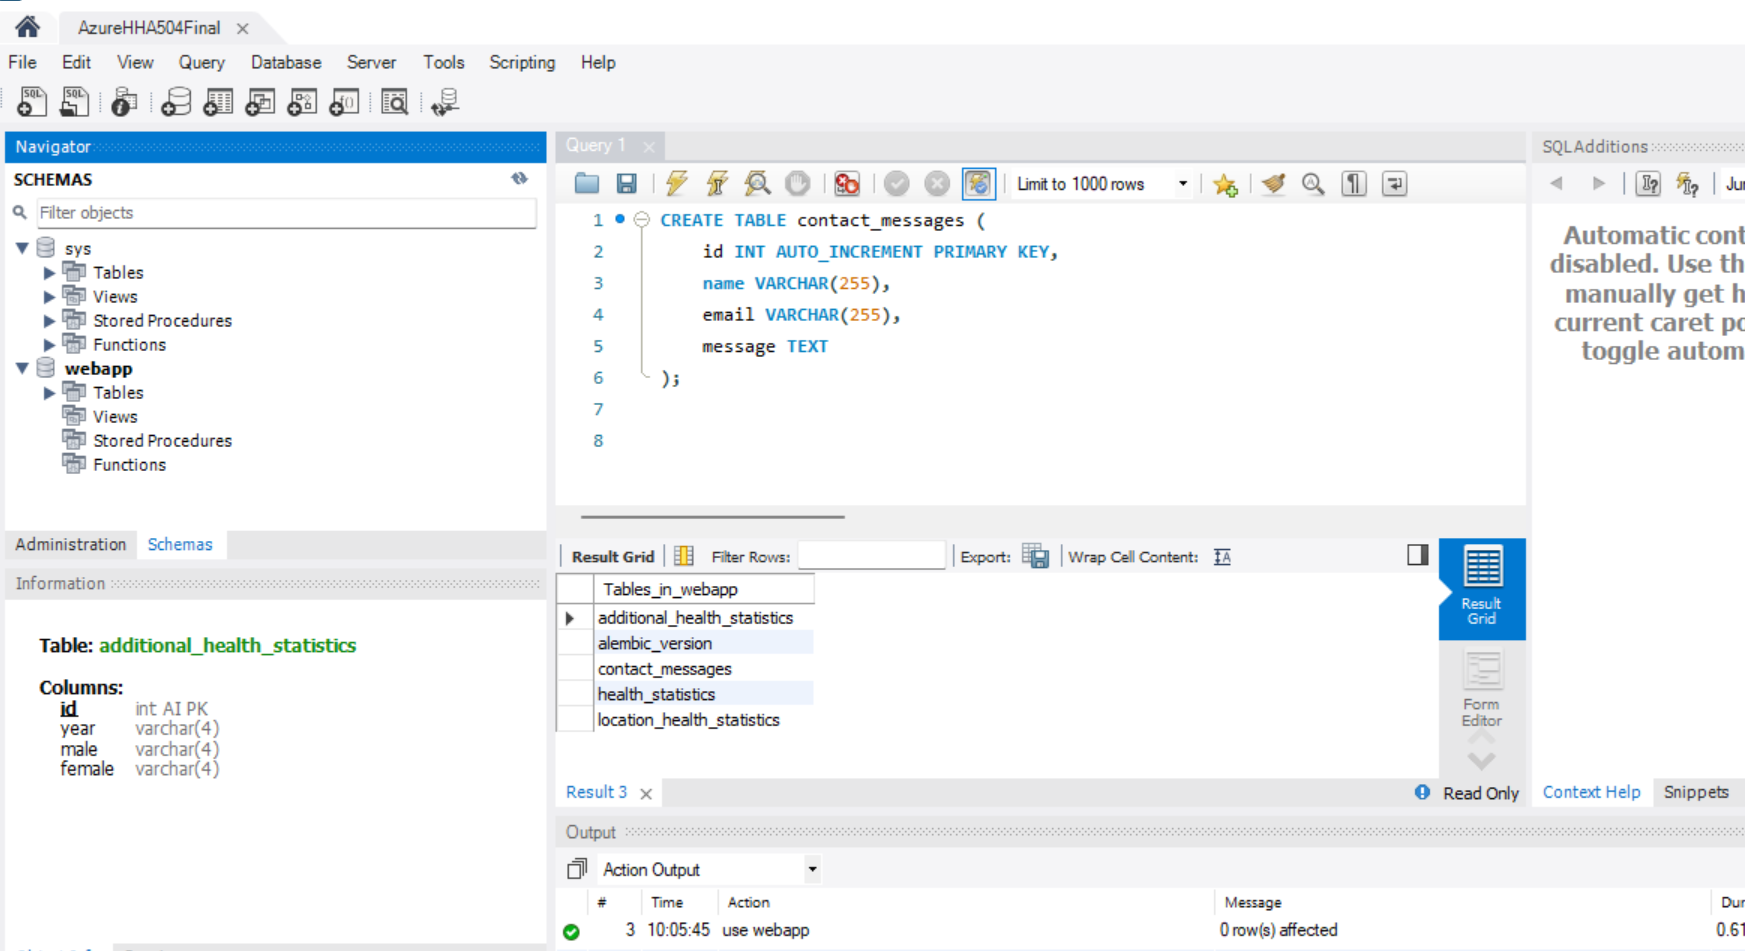 AzureHHA504Final
File Edit View Query Database Server Tools Scripting Help
Navigator
SCHEMAS
Filter objects
sys
Tables
Views
Stored Procedures
Functions
webapp
Tables
Views
Stored Procedures
Functions
Administration Schemas
Information
Table: additional_health_statistics
Columns:
id int AI PK
year varchar(4)
male varchar(4)
female varchar(4)
Query 1
Limit to 1000 rows
1 CREATE TABLE contact_messages (
2 id INT AUTO_INCREMENT PRIMARY KEY,
3 name VARCHAR(255),
4 email VARCHAR(255),
5 message TEXT
6 );
7
8
Result Grid Filter Rows: Export: Wrap Cell Content:
Tables_in_webapp
additional_health_statistics
alembic_version
contact_messages
health_statistics
location_health_statistics
Result
Grid
Form
Editor
Result 3 Read Only
Output
Action Output
# Time Action Message
3 10:05:45 use webapp 0 row(s) affected 0.61
SQLAdditions
Automatic
disabled. Use
manually get
current caret
toggle
Context Help Snippets